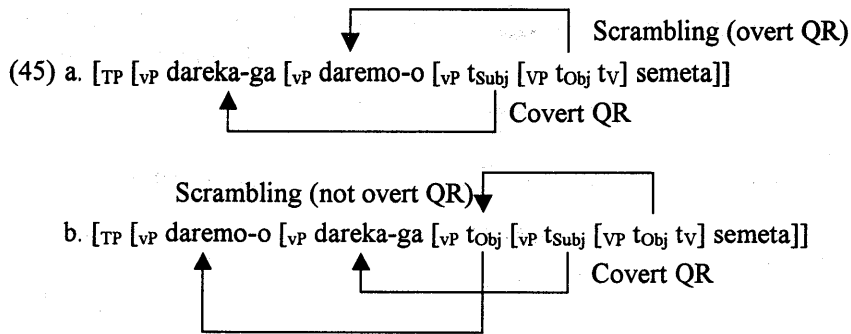 Scrambling (overt QR)
(45) a. [TP [vP dareka-ga [vP daremo-o [vP tSubj [VP tObj tV] semeta]]
Covert QR
Scrambling (not overt QR)
b. [TP [vP daremo-o [vP dareka-ga [vP tObj [vP tSubj [VP tObj tV] semeta]]
Covert QR